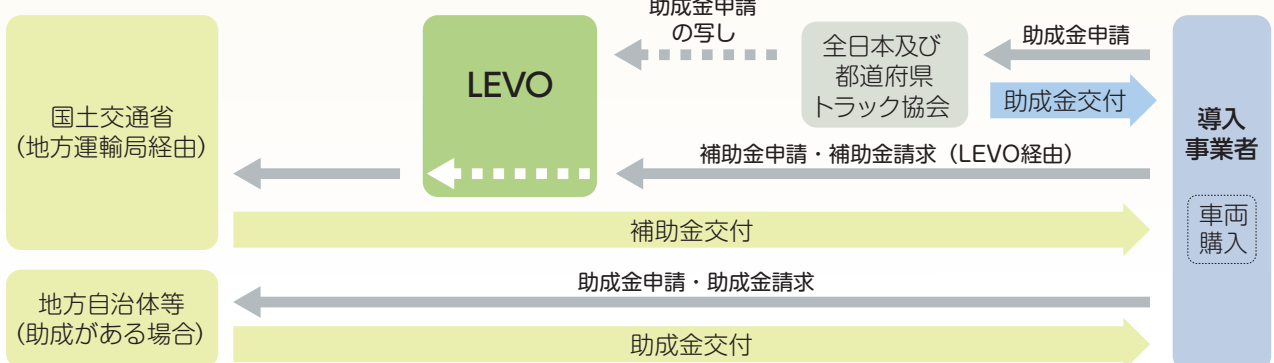 助成金申請
の写し
LEVO
全日本及び
都道府県
トラック協会
助成金申請
助成金交付
国土交通省
(地方運輸局経由)
導入
事業者
補助金申請・補助金請求（LEVO経由）
車両
購入
補助金交付
地方自治体等
(助成がある場合)
助成金申請・助成金請求
助成金交付